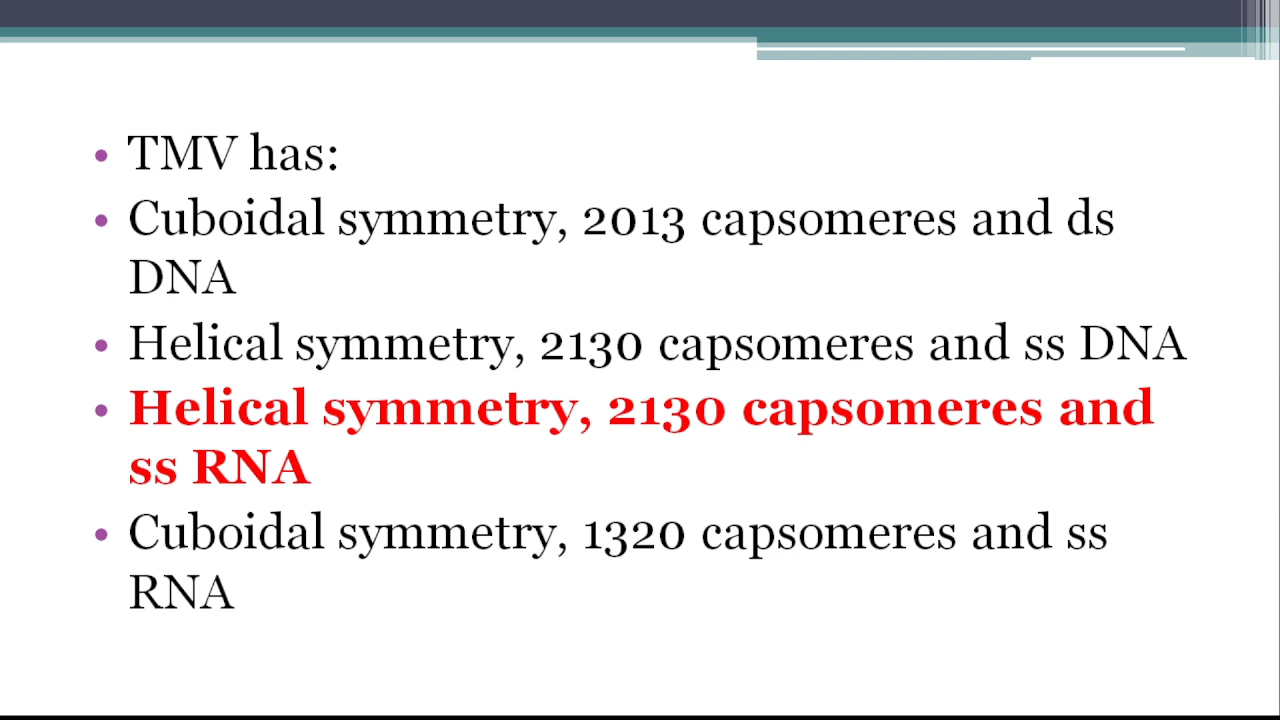 • TMV has:
• Cuboidal symmetry, 2013 capsomeres and ds
DNA
• Helical symmetry, 2130 capsomeres and ss DNA
• Helical symmetry, 2130 capsomeres and
ss RNA
• Cuboidal symmetry, 1320 capsomeres and ss
RNA